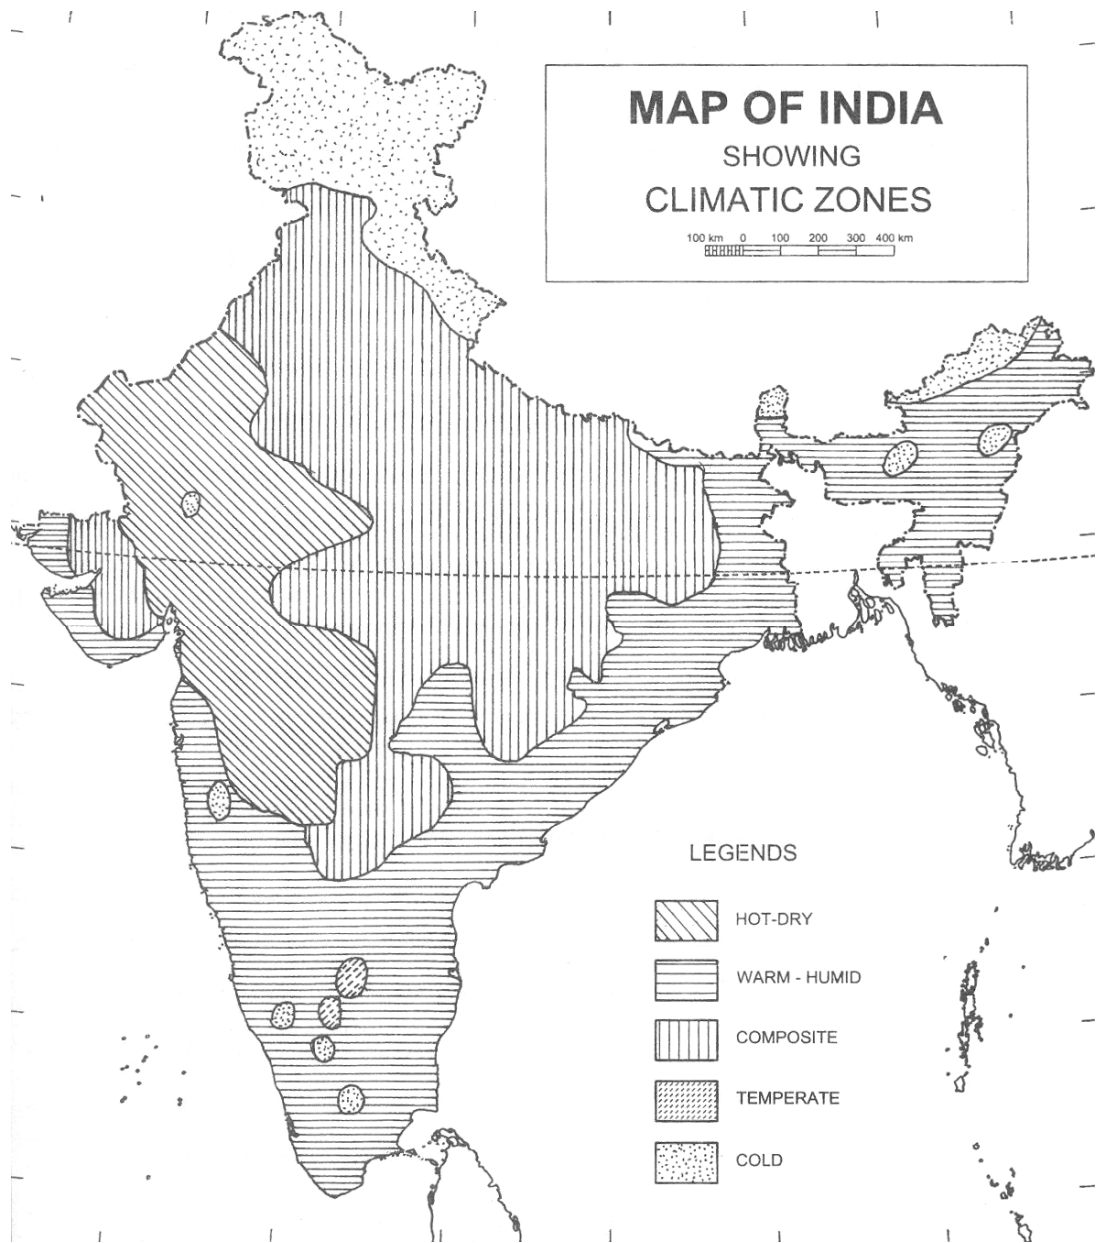 MAP OF INDIA
SHOWING
CLIMATIC ZONES
100 km 0 100 200 300 400 km
LEGENDS
HOT-DRY
WARM - HUMID
COMPOSITE
TEMPERATE
COLD